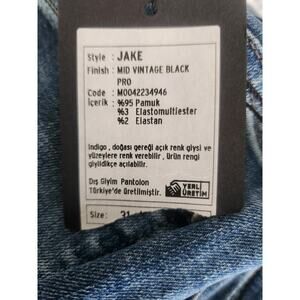 Style : JAKE
Finish : MID VINTAGE BLACK
PRO
Code : M0042234946
İçerik : %95 Pamuk
%3 Elastomultiester
%2 Elastan
Indigo , doğası gereği açık renk giysi ve
yüzeylere renk verebilir , ürün rengi
giyildikçe açılabilir.
Dış Giyim Pantolon
Türkiye'de üretilmiştir.
YERLİ
ÜRETİM
Size: 31